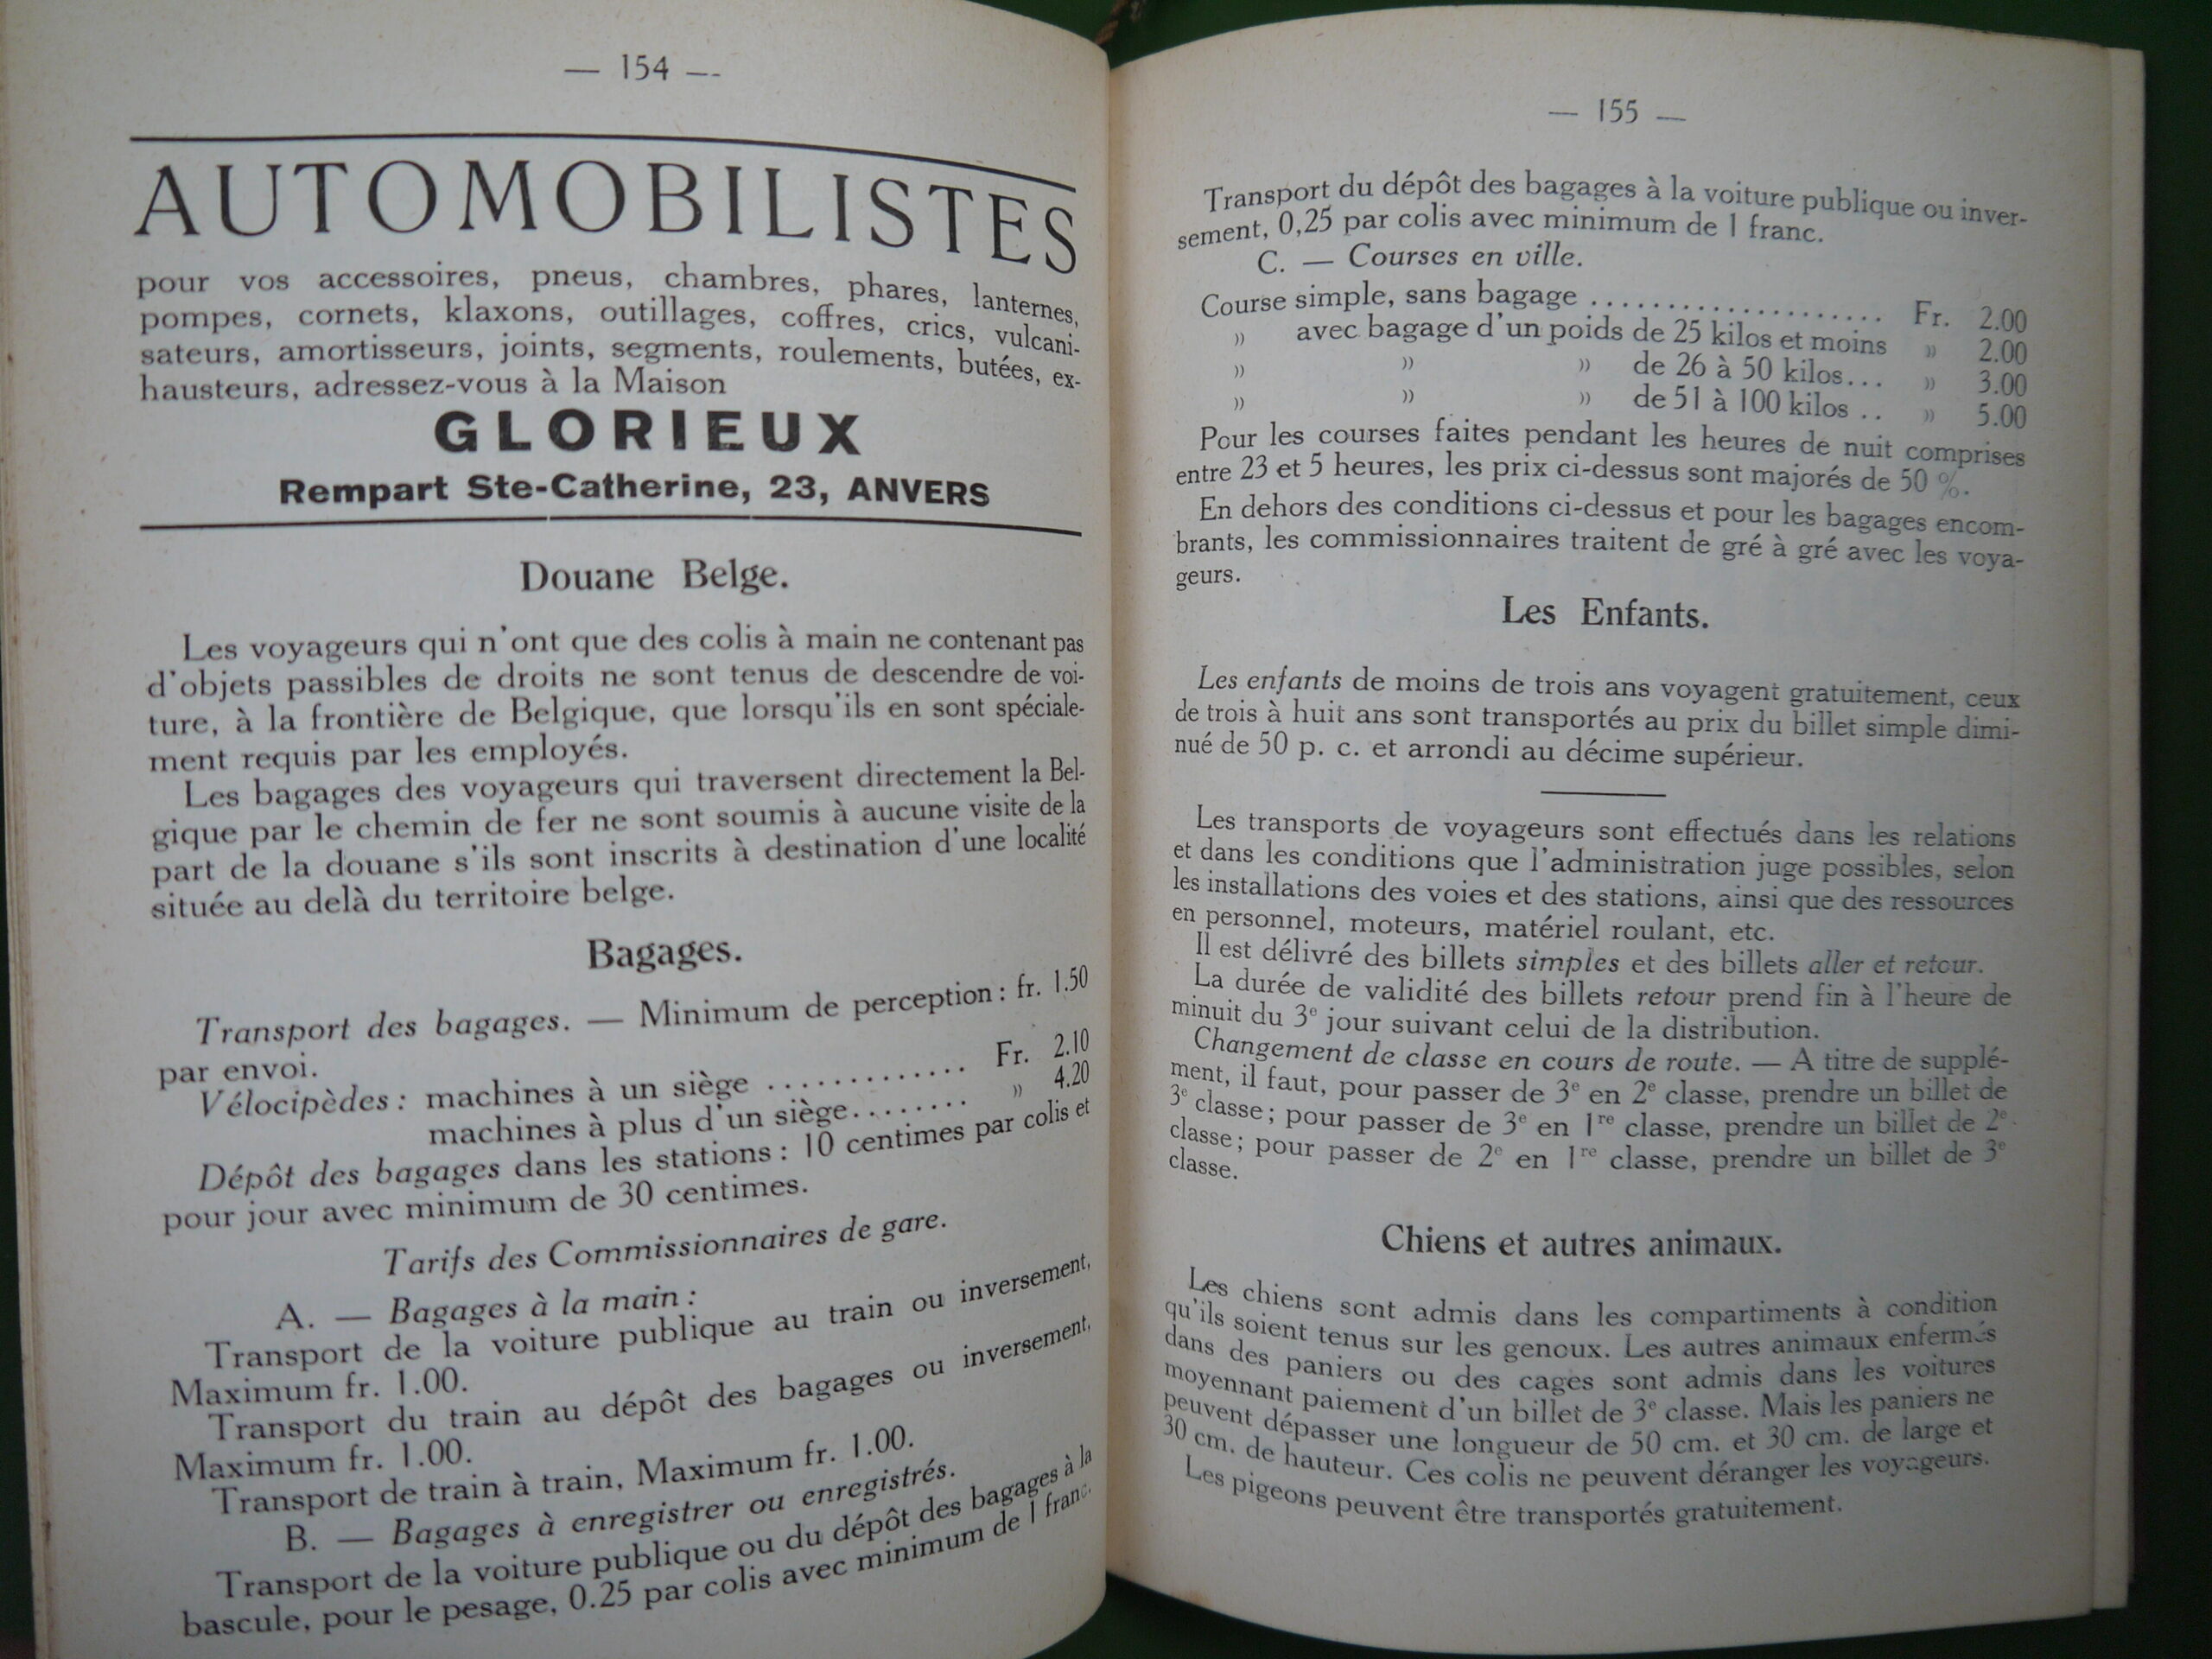 — 154 —-
AUTOMOBILISTES
pour vos accessoires, pneus, chambres, phares, lanternes,
pompes, cornets, klaxons, outillages, coffres, crics, vulcani-
sateurs, amortisseurs, joints, segments, roulements, butées, ex-
hausteurs, adressez-vous à la Maison
GLORIEUX
Rempart Ste-Catherine, 23, ANVERS
Douane Belge.
Les voyageurs qui n'ont que des colis à main ne contenant pas
d'objets passibles de droits ne sont tenus de descendre de voi-
ture, à la frontière de Belgique, que lorsqu'ils en sont spéciale-
ment requis par les employés.
Les bagages des voyageurs qui traversent directement la Bel-
gique par le chemin de fer ne sont soumis à aucune visite de la
part de la douane s'ils sont inscrits à destination d'une localité
située au delà du territoire belge.
Bagages.
Transport des bagages. — Minimum de perception : fr. 1.50
par envoi.
Vélocipèdes : machines à un siège ............. Fr. 2.10
machines à plus d'un siège........ » 4.20
Dépôt des bagages dans les stations : 10 centimes par colis et
pour jour avec minimum de 30 centimes.
Tarifs des Commissionnaires de gare.
A. — Bagages à la main :
Transport de la voiture publique au train ou inversement,
Maximum fr. 1.00.
Transport du train au dépôt des bagages ou inversement,
Maximum fr. 1.00.
Transport de train à train, Maximum fr. 1.00.
B. — Bagages à enregistrer ou enregistrés.
Transport de la voiture publique ou du dépôt des bagages à la
bascule, pour le pesage, 0.25 par colis avec minimum de 1 franc.
— 155 —
Transport du dépôt des bagages à la voiture publique ou inver-
sement, 0,25 par colis avec minimum de 1 franc.
C. — Courses en ville.
Course simple, sans bagage .................. Fr. 2.00
» avec bagage d'un poids de 25 kilos et moins » 2.00
» » » de 26 à 50 kilos... » 3.00
» » » de 51 à 100 kilos .. » 5.00
Pour les courses faites pendant les heures de nuit comprises
entre 23 et 5 heures, les prix ci-dessus sont majorés de 50 %.
En dehors des conditions ci-dessus et pour les bagages encom-
brants, les commissionnaires traitent de gré à gré avec les voya-
geurs.
Les Enfants.
Les enfants de moins de trois ans voyagent gratuitement, ceux
de trois à huit ans sont transportés au prix du billet simple dimi-
nué de 50 p. c. et arrondi au décime supérieur.
Les transports de voyageurs sont effectués dans les relations
et dans les conditions que l'administration juge possibles, selon
les installations des voies et des stations, ainsi que des ressources
en personnel, moteurs, matériel roulant, etc.
Il est délivré des billets simples et des billets aller et retour.
La durée de validité des billets retour prend fin à l'heure de
minuit du 3e jour suivant celui de la distribution.
Changement de classe en cours de route. — A titre de supplé-
ment, il faut, pour passer de 3e en 2e classe, prendre un billet de
3e classe ; pour passer de 3e en 1re classe, prendre un billet de 2e
classe ; pour passer de 2e en 1re classe, prendre un billet de 3e
classe.
Chiens et autres animaux.
Les chiens sont admis dans les compartiments à condition
qu'ils soient tenus sur les genoux. Les autres animaux enfermés
dans des paniers ou des cages sont admis dans les voitures
moyennant paiement d'un billet de 3e classe. Mais les paniers ne
peuvent dépasser une longueur de 50 cm. et 30 cm. de large et
30 cm. de hauteur. Ces colis ne peuvent déranger les voyageurs.
Les pigeons peuvent être transportés gratuitement.